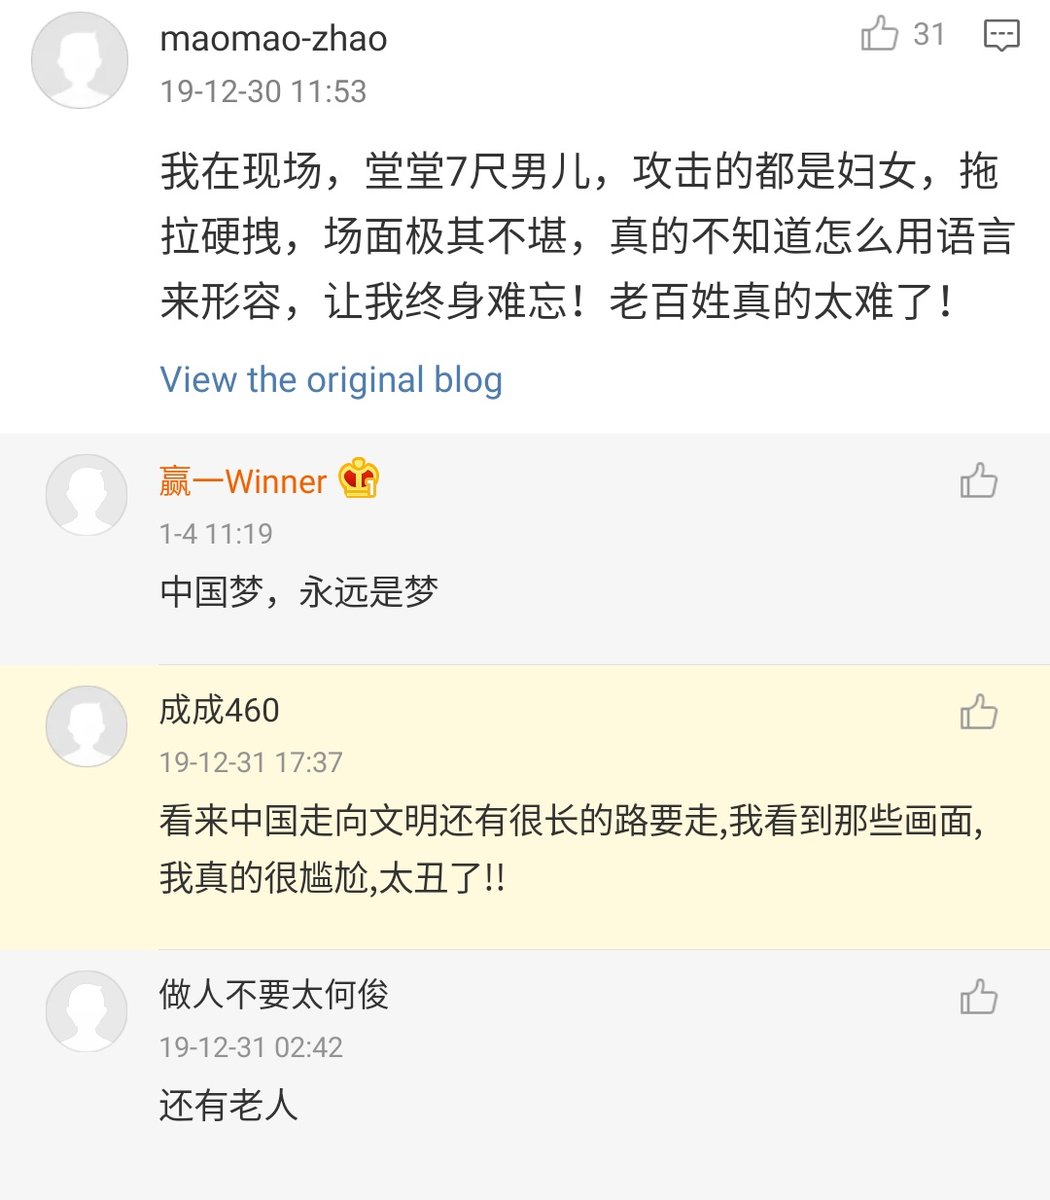 maomao-zhao
31
19-12-30 11:53
我在现场，堂堂7尺男儿，攻击的都是妇女，拖
拉硬拽，场面极其不堪，真的不知道怎么用语言
来形容，让我终身难忘！老百姓真的太难了！
View the original blog
赢一Winner
1
1-4 11:19
中国梦，永远是梦
成成460
19-12-31 17:37
看来中国走向文明还有很长的路要走,我看到那些画面,
我真的很尴尬,太丑了!!
做人不要太何俊
19-12-31 02:42
还有老人